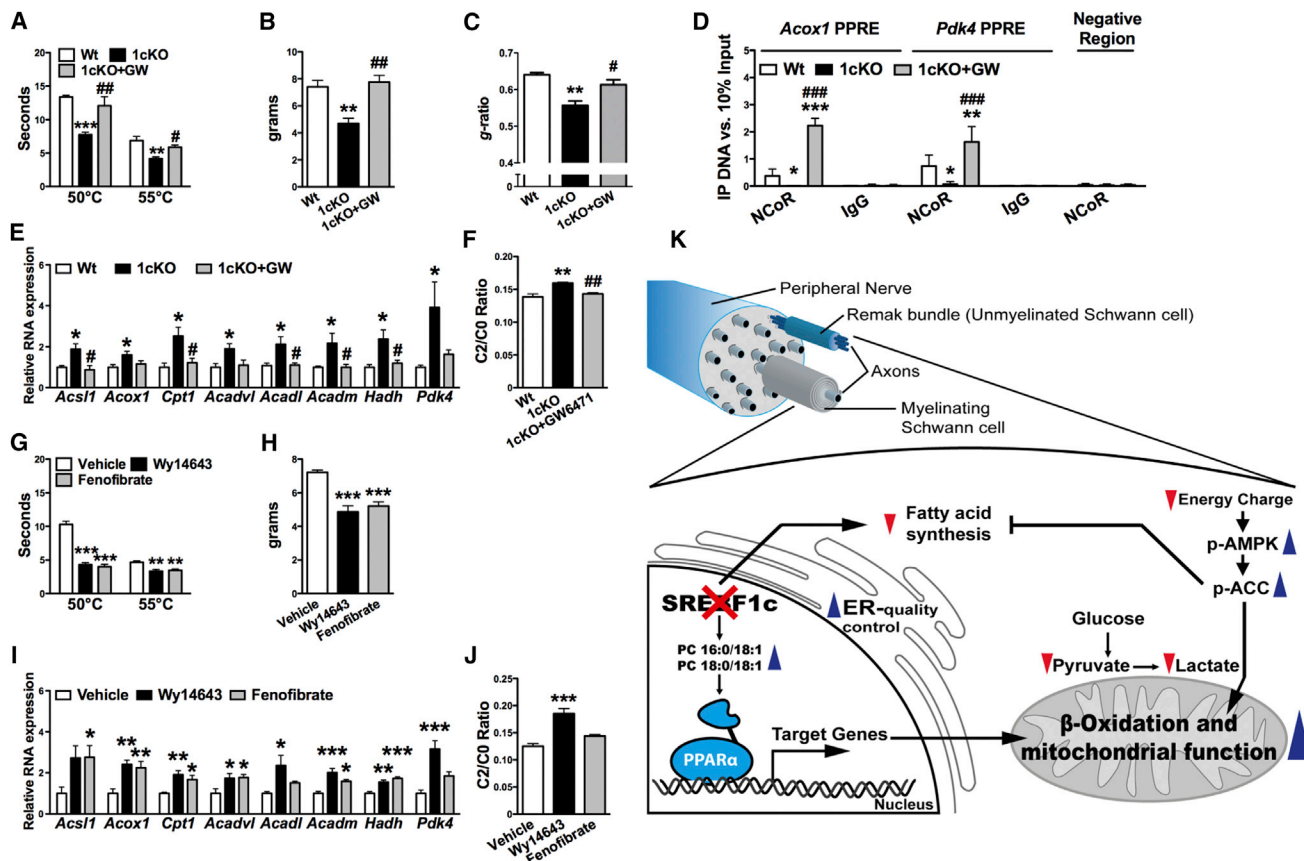 A
Wt 1cKO
1cKO+GW
Seconds
20
15
10
5
0
***
##
**
#
50°C 55°C
B
grams
10
8
6
4
2
0
**
##
Wt 1cKO 1cKO+GW
C
g-ratio
0.7
0.6
0.5
0.2
0
**
#
Wt 1cKO 1cKO+GW
D
Acox1 PPRE Pdk4 PPRE Negative
Region
Wt 1cKO 1cKO+GW
IP DNA vs. 10% Input
5
4
3
2
1
0
###
***
*
###
**
*
NCoR IgG NCoR IgG NCoR
E
Wt 1cKO 1cKO+GW
Relative RNA expression
6
4
2
0
* # * * # * * # * # * # *
Acsl1 Acox1 Cpt1 Acadvl Acadl Acadm Hadh Pdk4
F
C2/C0 Ratio
0.20
0.15
0.10
0.05
0
**
##
Wt 1cKO 1cKO+GW6471
G
Vehicle Wy14643
Fenofibrate
Seconds
20
15
10
5
0
*** *** ** **
50°C 55°C
H
grams
10
8
6
4
2
0
*** ***
Vehicle Wy14643 Fenofibrate
I
Vehicle Wy14643 Fenofibrate
Relative RNA expression
6
4
2
0
* ** ** ** * * * * *** * ** *** ***
Acsl1 Acox1 Cpt1 Acadvl Acadl Acadm Hadh Pdk4
J
C2/C0 Ratio
0.20
0.15
0.10
0.05
0
***
Vehicle Wy14643 Fenofibrate
K
Peripheral Nerve
Remak bundle (Unmyelinated Schwann cell)
Axons
Myelinating
Schwann cell
Fatty acid
synthesis
Energy Charge
p-AMPK
p-ACC
SREBF1c
ER-quality
control
PC 16:0/18:1
PC 18:0/18:1
Glucose
Pyruvate Lactate
PPARα
Target Genes
β-Oxidation and
mitochondrial function
Nucleus